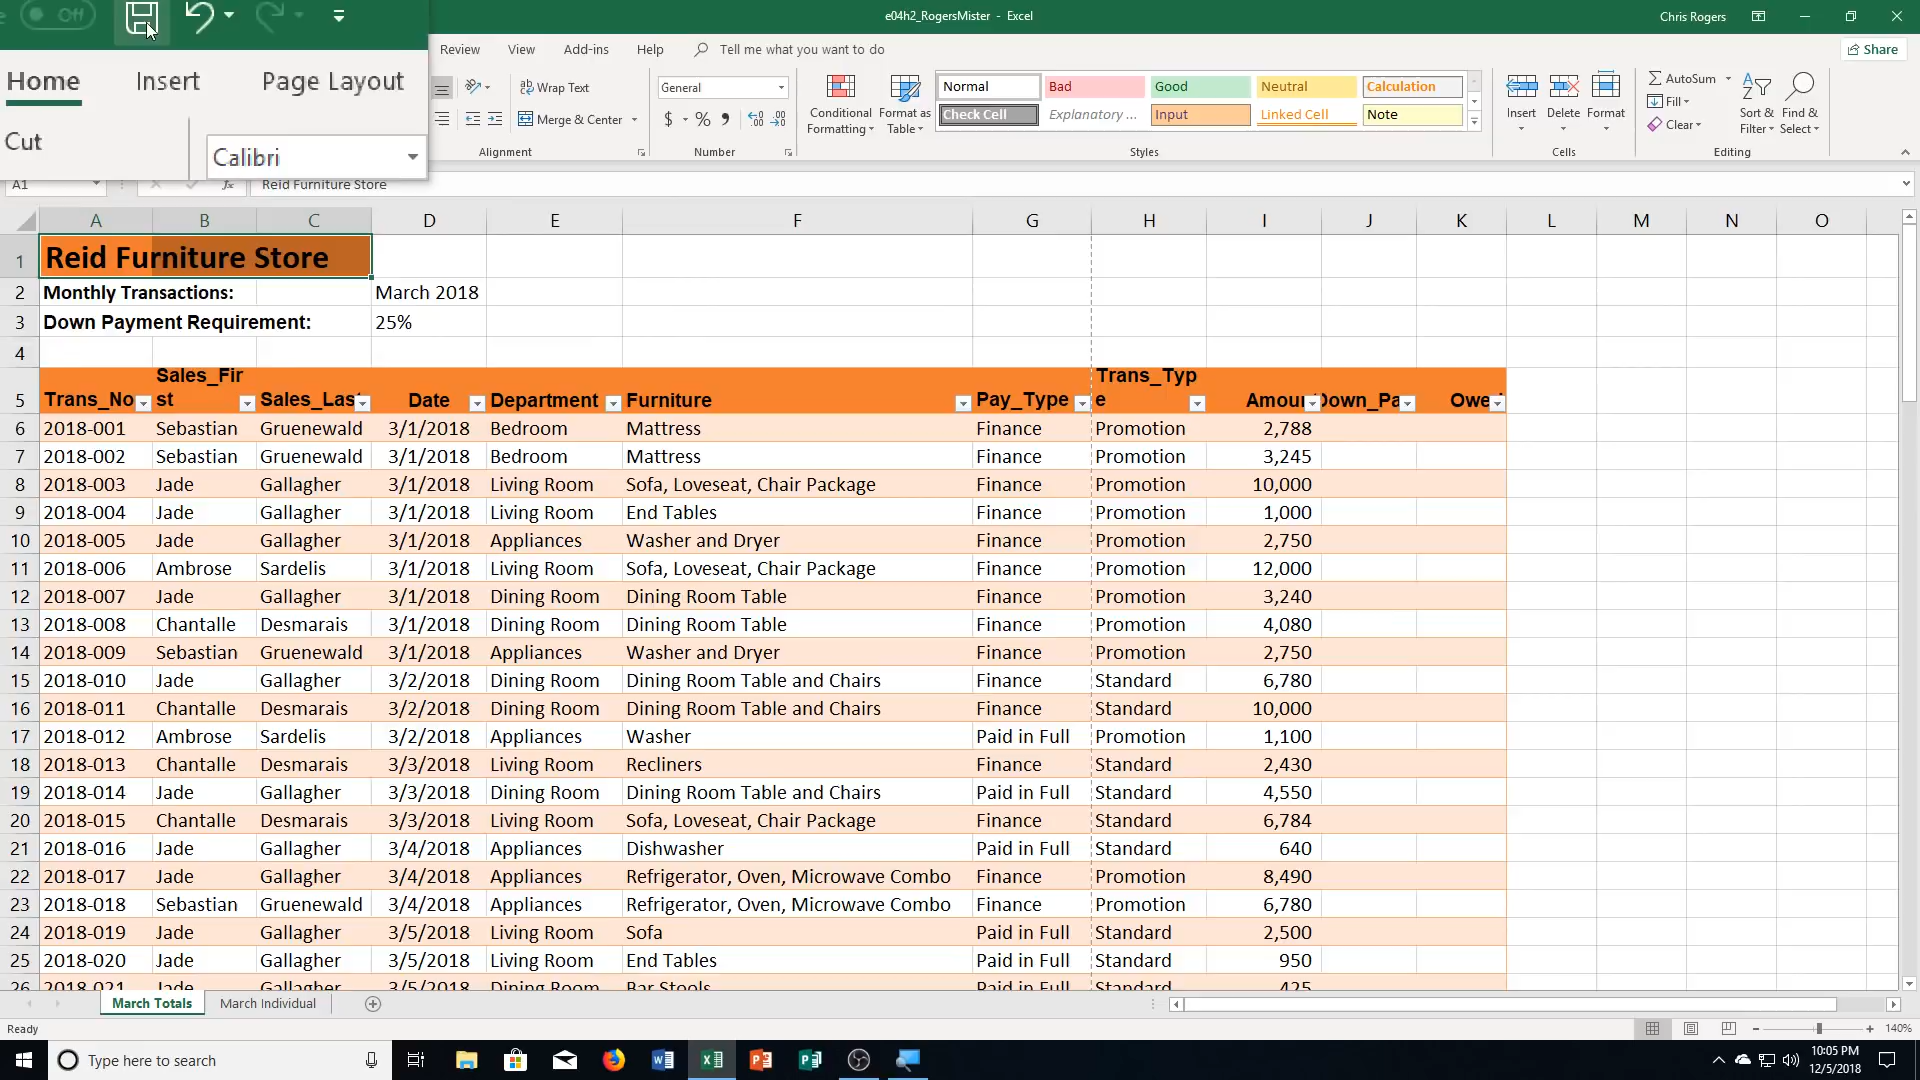 Off
e04h2_RogersMister - Excel
Chris Rogers
Home Insert Page Layout
Review View Add-ins Help Tell me what you want to do
Share
Cut
Calibri
Wrap Text
Merge & Center
Alignment
General
$ % ,
Number
Conditional Formatting
Format as Table
Normal Bad Good Neutral Calculation
Check Cell Explanatory ... Input Linked Cell Note
Styles
Insert Delete Format
Cells
AutoSum
Fill
Clear
Sort & Filter
Find & Select
Editing
A1 fx Reid Furniture Store
A B C D E F G H I J K L M N O
1 Reid Furniture Store
2 Monthly Transactions: March 2018
3 Down Payment Requirement: 25%
4
5 Trans_No Sales_First Sales_Las Date Department Furniture Pay_Type Trans_Type Amou Down_Pa Owe
6 2018-001 Sebastian Gruenewald 3/1/2018 Bedroom Mattress Finance Promotion 2,788
7 2018-002 Sebastian Gruenewald 3/1/2018 Bedroom Mattress Finance Promotion 3,245
8 2018-003 Jade Gallagher 3/1/2018 Living Room Sofa, Loveseat, Chair Package Finance Promotion 10,000
9 2018-004 Jade Gallagher 3/1/2018 Living Room End Tables Finance Promotion 1,000
10 2018-005 Jade Gallagher 3/1/2018 Appliances Washer and Dryer Finance Promotion 2,750
11 2018-006 Ambrose Sardelis 3/1/2018 Living Room Sofa, Loveseat, Chair Package Finance Promotion 12,000
12 2018-007 Jade Gallagher 3/1/2018 Dining Room Dining Room Table Finance Promotion 3,240
13 2018-008 Chantalle Desmarais 3/1/2018 Dining Room Dining Room Table Finance Promotion 4,080
14 2018-009 Sebastian Gruenewald 3/1/2018 Appliances Washer and Dryer Finance Promotion 2,750
15 2018-010 Jade Gallagher 3/2/2018 Dining Room Dining Room Table and Chairs Finance Standard 6,780
16 2018-011 Chantalle Desmarais 3/2/2018 Dining Room Dining Room Table and Chairs Finance Standard 10,000
17 2018-012 Ambrose Sardelis 3/2/2018 Appliances Washer Paid in Full Promotion 1,100
18 2018-013 Chantalle Desmarais 3/3/2018 Living Room Recliners Finance Standard 2,430
19 2018-014 Jade Gallagher 3/3/2018 Dining Room Dining Room Table and Chairs Paid in Full Standard 4,550
20 2018-015 Chantalle Desmarais 3/3/2018 Living Room Sofa, Loveseat, Chair Package Finance Standard 6,784
21 2018-016 Jade Gallagher 3/4/2018 Appliances Dishwasher Paid in Full Standard 640
22 2018-017 Jade Gallagher 3/4/2018 Appliances Refrigerator, Oven, Microwave Combo Finance Promotion 8,490
23 2018-018 Sebastian Gruenewald 3/4/2018 Appliances Refrigerator, Oven, Microwave Combo Finance Promotion 6,780
24 2018-019 Jade Gallagher 3/5/2018 Living Room Sofa Paid in Full Standard 2,500
25 2018-020 Jade Gallagher 3/5/2018 Living Room End Tables Paid in Full Standard 950
26 2018-021 Jade Gallagher 3/5/2018 Dining Room Bar Stools Paid in Full Standard 425
March Totals March Individual
Ready
140%
Type here to search
10:05 PM
12/5/2018